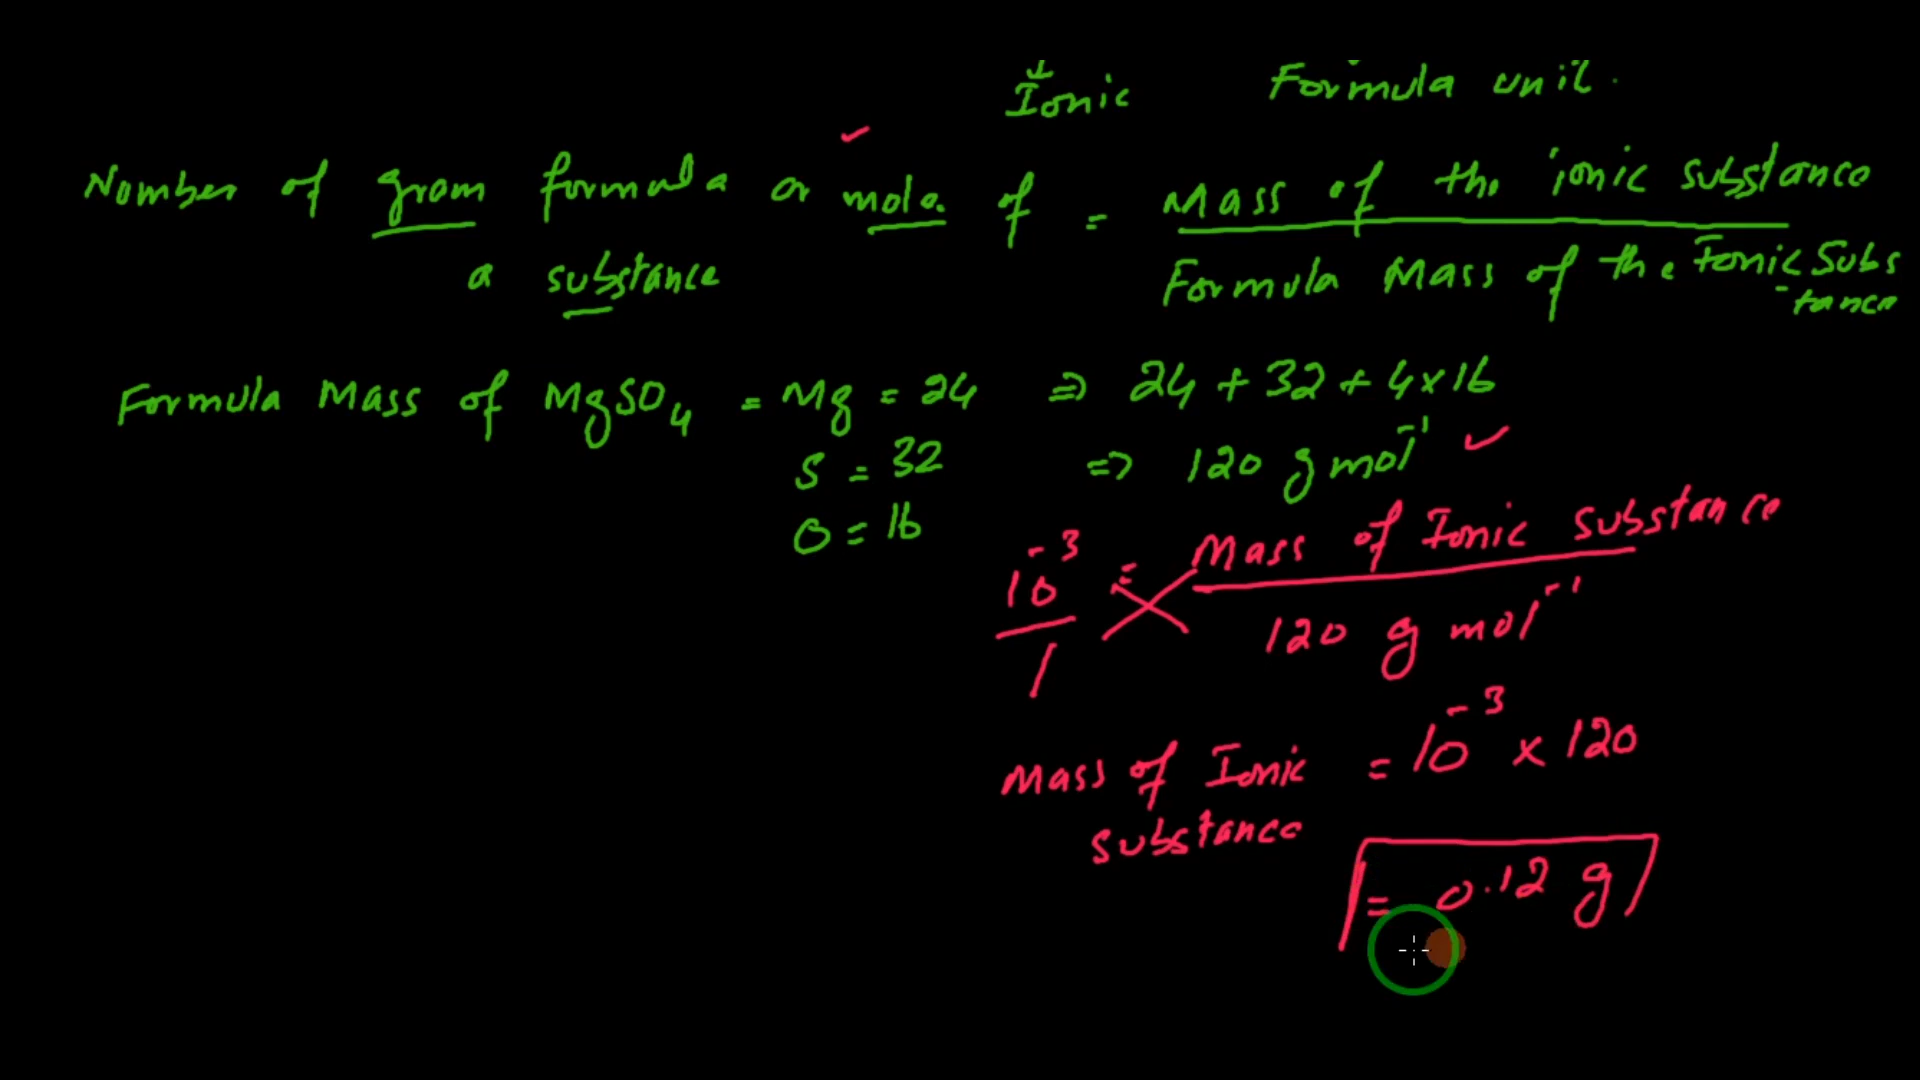 Ionic Formula unit.
Number of gram formula or mole of = Mass of the ionic substance
a substance Formula Mass of the Ionic Substance
Formula Mass of MgSO₄ = Mg = 24 ⇒ 24 + 32 + 4×16
S = 32 ⇒ 120 g mol⁻¹
O = 16
10⁻³ = Mass of Ionic substance
1 120 g mol⁻¹
Mass of Ionic = 10⁻³ × 120
substance
= 0.12 g